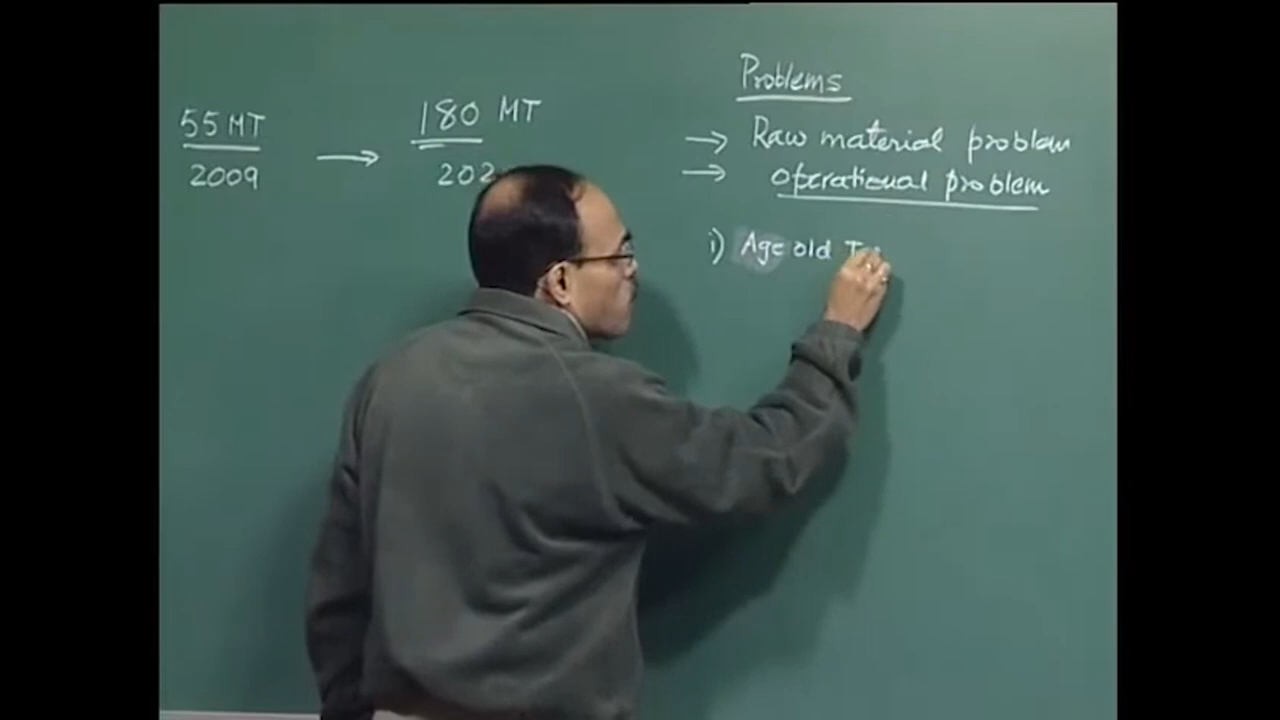 55 MT
2009
180 MT
Problems
→ Raw material problem
→ operational problem
i) Age old